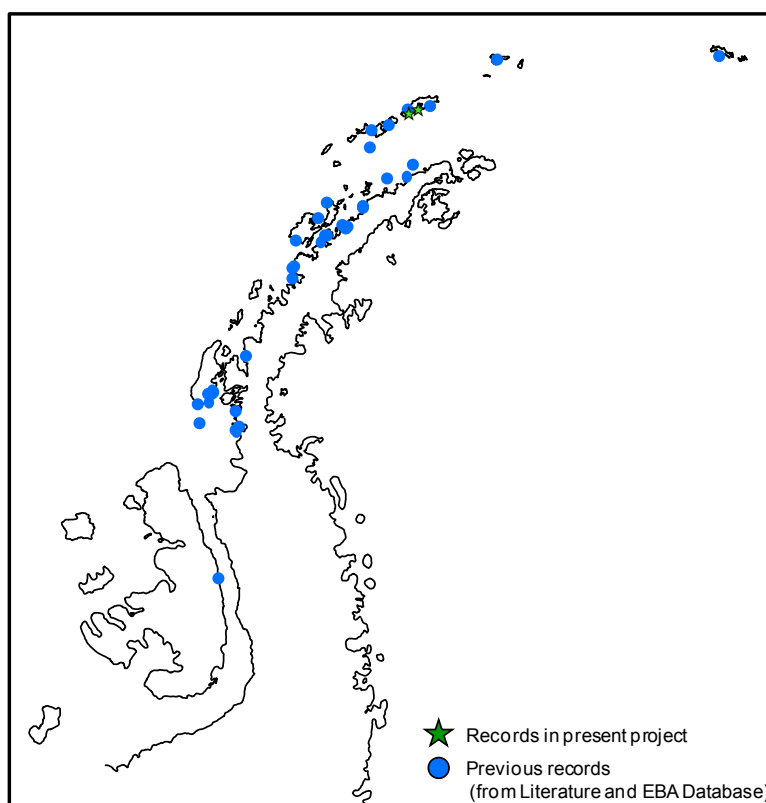 Records in present project
Previous records
(from Literature and EBA Database)